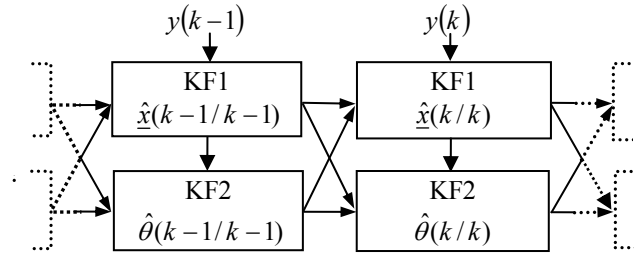 y(k−1) y(k)
KF1 KF1
x̲̂(k−1/k−1) x̲̂(k/k)
KF2 KF2
θ̂(k−1/k−1) θ̂(k/k)